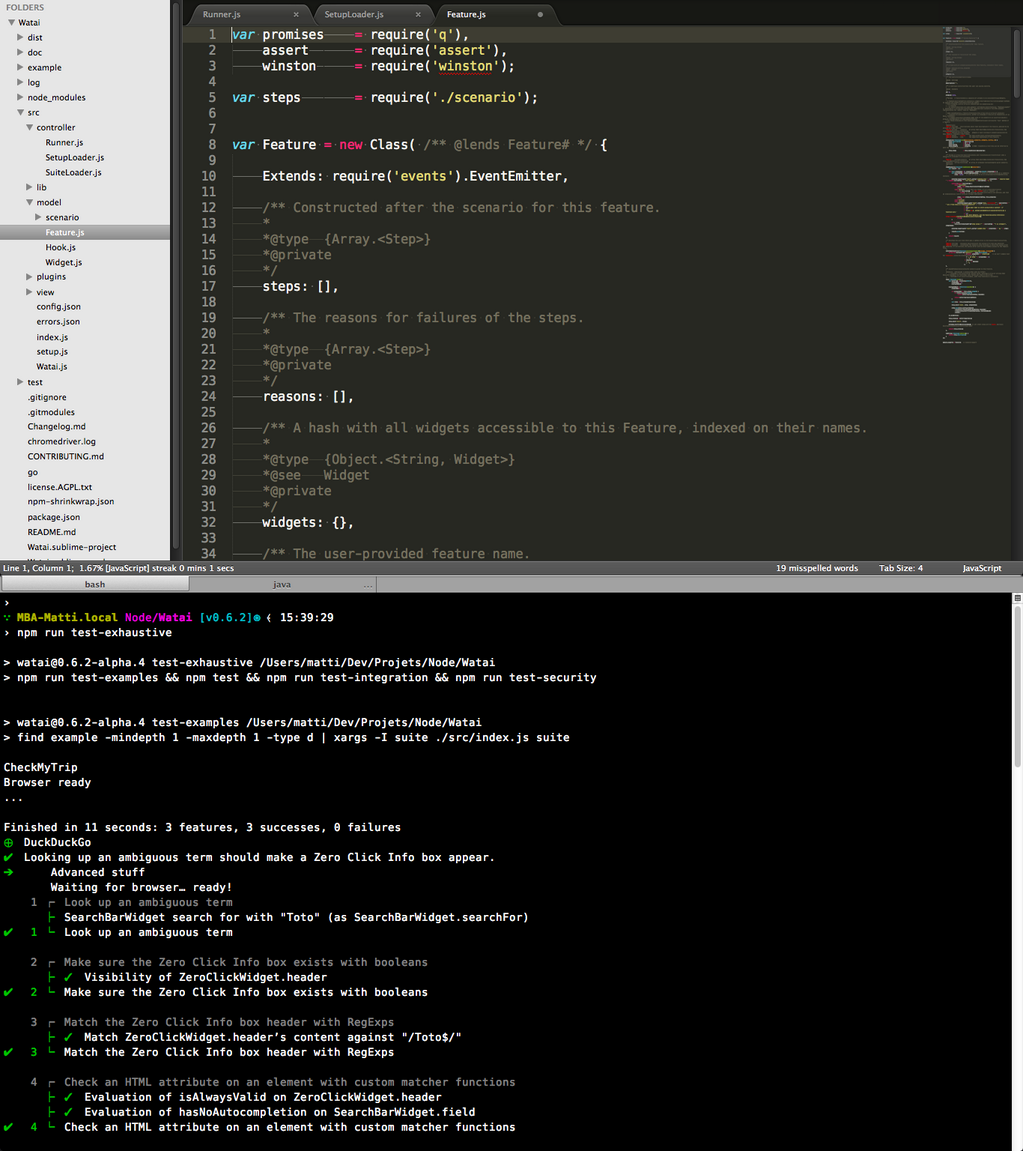 FOLDERS
Watai
dist
doc
example
log
node_modules
src
controller
Runner.js
SetupLoader.js
SuiteLoader.js
lib
model
scenario
Feature.js
Hook.js
Widget.js
plugins
view
config.json
errors.json
index.js
setup.js
Watai.js
test
.gitignore
.gitmodules
Changelog.md
chromedriver.log
CONTRIBUTING.md
go
license.AGPL.txt
npm-shrinkwrap.json
package.json
README.md
Watai.sublime-project
Runner.js × SetupLoader.js × Feature.js
1 var promises = require('q'),
2 assert = require('assert'),
3 winston = require('winston');
4
5 var steps = require('./scenario');
6
7
8 var Feature = new Class( /** @lends Feature# */ {
9
10 Extends: require('events').EventEmitter,
11
12 /** Constructed after the scenario for this feature.
13 *
14 *@type {Array.<Step>}
15 *@private
16 */
17 steps: [],
18
19 /** The reasons for failures of the steps.
20 *
21 *@type {Array.<Step>}
22 *@private
23 */
24 reasons: [],
25
26 /** A hash with all widgets accessible to this Feature, indexed on their names.
27 *
28 *@type {Object.<String, Widget>}
29 *@see Widget
30 *@private
31 */
32 widgets: {},
33
34 /** The user-provided feature name.
Line 1, Column 1; 1.67% [JavaScript] streak 0 mins 1 secs 19 misspelled words Tab Size: 4 JavaScript
bash java ...
›
MBA-Matti.local Node/Watai [v0.6.2] 15:39:29
› npm run test-exhaustive
> watai@0.6.2-alpha.4 test-exhaustive /Users/matti/Dev/Projets/Node/Watai
> npm run test-examples && npm test && npm run test-integration && npm run test-security
> watai@0.6.2-alpha.4 test-examples /Users/matti/Dev/Projets/Node/Watai
> find example -mindepth 1 -maxdepth 1 -type d | xargs -I suite ./src/index.js suite
CheckMyTrip
Browser ready
...
Finished in 11 seconds: 3 features, 3 successes, 0 failures
⊕ DuckDuckGo
✔ Looking up an ambiguous term should make a Zero Click Info box appear.
➔ Advanced stuff
Waiting for browser… ready!
1 ┌ Look up an ambiguous term
├ SearchBarWidget search for with "Toto" (as SearchBarWidget.searchFor)
✔ 1 └ Look up an ambiguous term
2 ┌ Make sure the Zero Click Info box exists with booleans
├ ✓ Visibility of ZeroClickWidget.header
✔ 2 └ Make sure the Zero Click Info box exists with booleans
3 ┌ Match the Zero Click Info box header with RegExps
├ ✓ Match ZeroClickWidget.header’s content against "/Toto$/"
✔ 3 └ Match the Zero Click Info box header with RegExps
4 ┌ Check an HTML attribute on an element with custom matcher functions
├ ✓ Evaluation of isAlwaysValid on ZeroClickWidget.header
├ ✓ Evaluation of hasNoAutocompletion on SearchBarWidget.field
✔ 4 └ Check an HTML attribute on an element with custom matcher functions